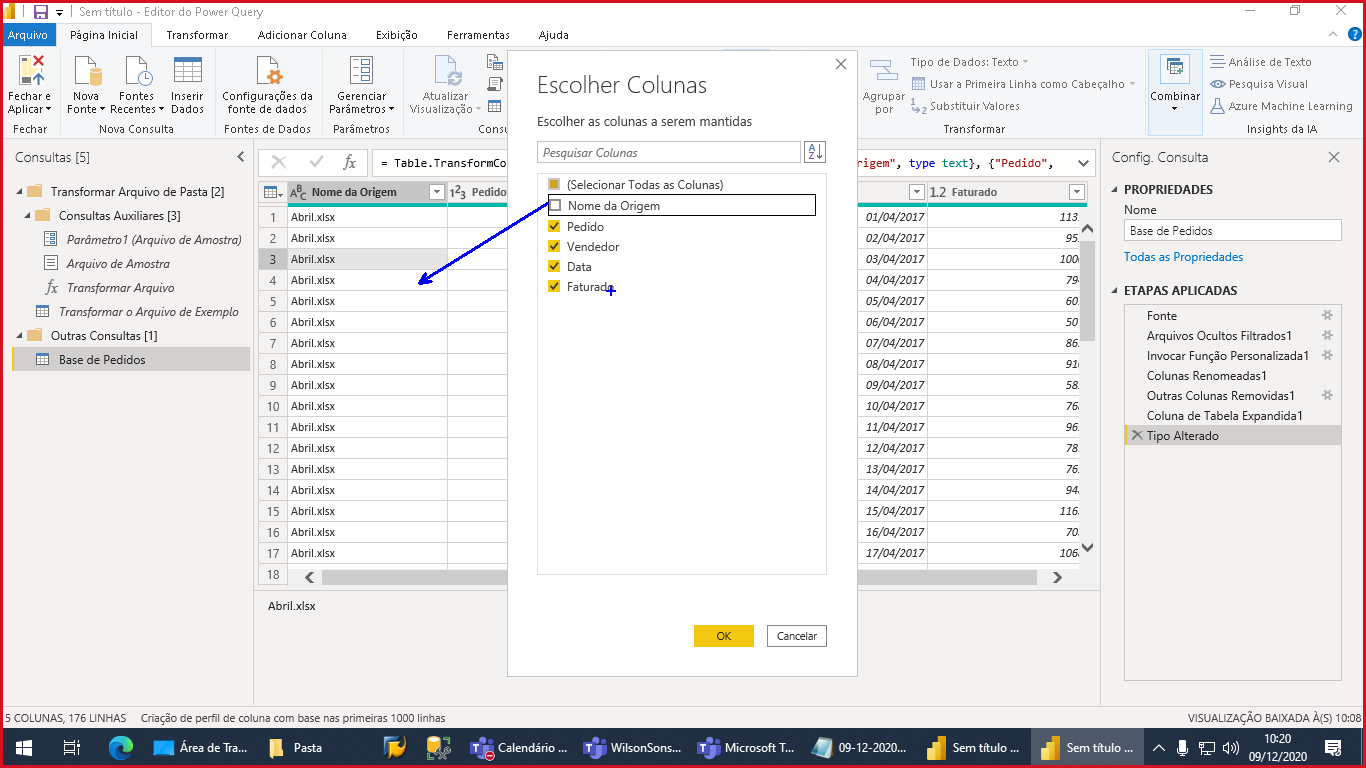 Sem título - Editor do Power Query
Arquivo
Página Inicial
Transformar
Adicionar Coluna
Exibição
Ferramentas
Ajuda
Fechar e Aplicar
Fechar
Nova Fonte
Fontes Recentes
Inserir Dados
Nova Consulta
Configurações da fonte de dados
Fontes de Dados
Gerenciar Parâmetros
Parâmetros
Atualizar Visualização
Consu
Agrupar por
Tipo de Dados: Texto
Usar a Primeira Linha como Cabeçalho
Substituir Valores
Transformar
Combinar
Análise de Texto
Pesquisa Visual
Azure Machine Learning
Insights da IA
Consultas [5]
Transformar Arquivo de Pasta [2]
Consultas Auxiliares [3]
Parâmetro1 (Arquivo de Amostra)
Arquivo de Amostra
fx Transformar Arquivo
Transformar o Arquivo de Exemplo
Outras Consultas [1]
Base de Pedidos
fx
= Table.TransformCo
rigem", type text}, {"Pedido",
ABC Nome da Origem
123 Pedido
1.2 Faturado
1 Abril.xlsx 01/04/2017 113
2 Abril.xlsx 02/04/2017 95
3 Abril.xlsx 03/04/2017 100
4 Abril.xlsx 04/04/2017 79
5 Abril.xlsx 05/04/2017 60
6 Abril.xlsx 06/04/2017 50
7 Abril.xlsx 07/04/2017 86
8 Abril.xlsx 08/04/2017 91
9 Abril.xlsx 09/04/2017 58
10 Abril.xlsx 10/04/2017 76
11 Abril.xlsx 11/04/2017 96
12 Abril.xlsx 12/04/2017 78
13 Abril.xlsx 13/04/2017 76
14 Abril.xlsx 14/04/2017 94
15 Abril.xlsx 15/04/2017 116
16 Abril.xlsx 16/04/2017 70
17 Abril.xlsx 17/04/2017 106
18
Abril.xlsx
Escolher Colunas
Escolher as colunas a serem mantidas
Pesquisar Colunas
AZ
(Selecionar Todas as Colunas)
Nome da Origem
Pedido
Vendedor
Data
Faturado
OK
Cancelar
Config. Consulta
PROPRIEDADES
Nome
Base de Pedidos
Todas as Propriedades
ETAPAS APLICADAS
Fonte
Arquivos Ocultos Filtrados1
Invocar Função Personalizada1
Colunas Renomeadas1
Outras Colunas Removidas1
Coluna de Tabela Expandida1
Tipo Alterado
5 COLUNAS, 176 LINHAS
Criação de perfil de coluna com base nas primeiras 1000 linhas
VISUALIZAÇÃO BAIXADA À(S) 10:08
Área de Tra...
Pasta
Calendário ...
WilsonSons...
Microsoft T...
09-12-2020...
Sem título ...
Sem título ...
10:20
09/12/2020